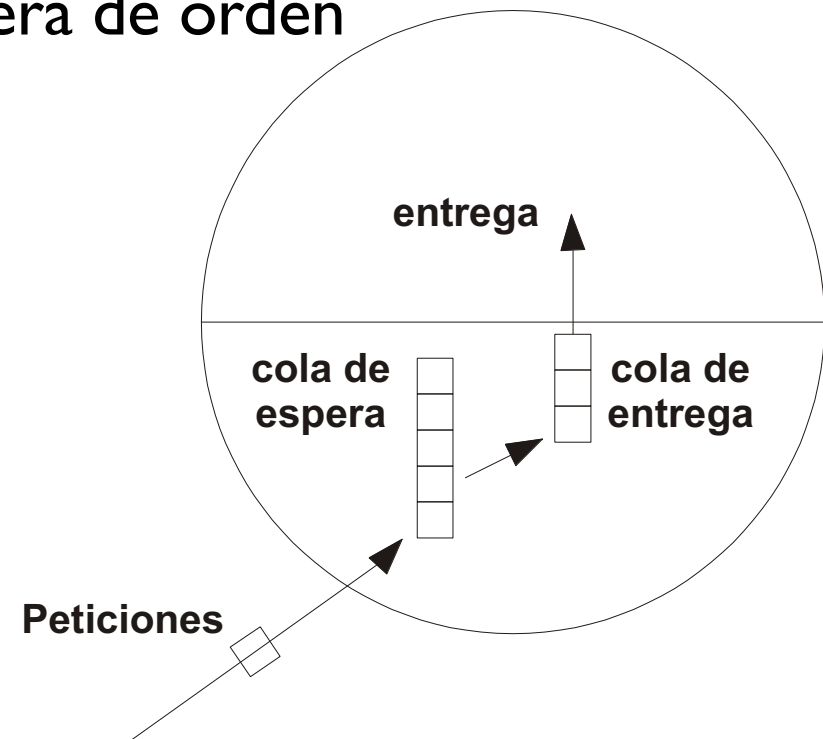 era de orden
entrega
cola de
espera
cola de
entrega
Peticiones